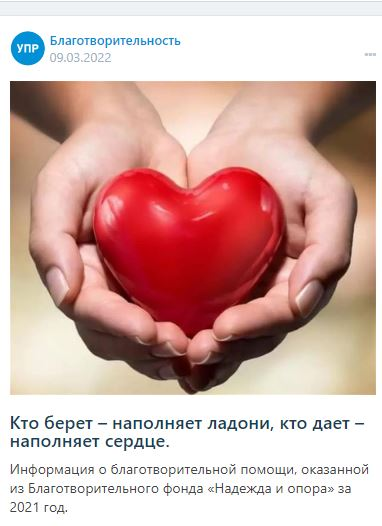 УПР
Благотворительность
09.03.2022
Кто берет – наполняет ладони, кто дает –
наполняет сердце.
Информация о благотворительной помощи, оказанной
из Благотворительного фонда «Надежда и опора» за
2021 год.